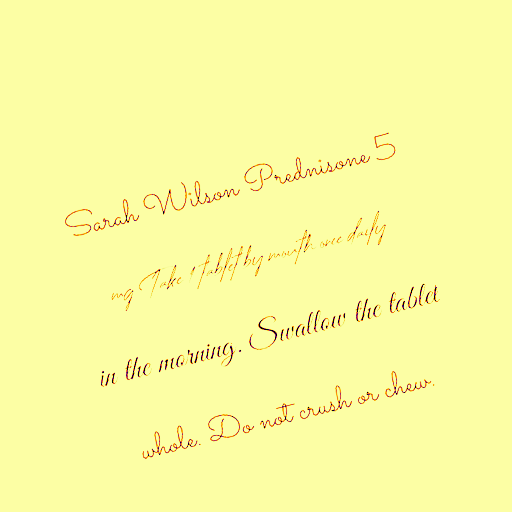 Sarah Wilson Prednisone 5
mg Take 1 tablet by mouth once daily
in the morning. Swallow the tablet
whole. Do not crush or chew.